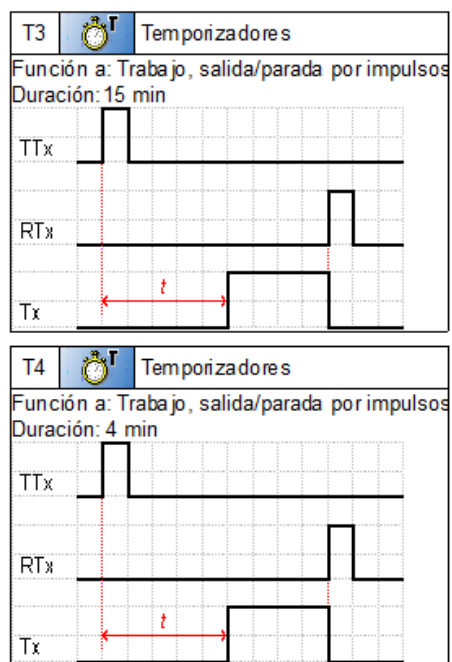 T3 T Temporizadores
Función a: Trabajo, salida/parada por impulsos
Duración: 15 min
TTx
RTx
t
Tx
T4 T Temporizadores
Función a: Trabajo, salida/parada por impulsos
Duración: 4 min
TTx
RTx
t
Tx